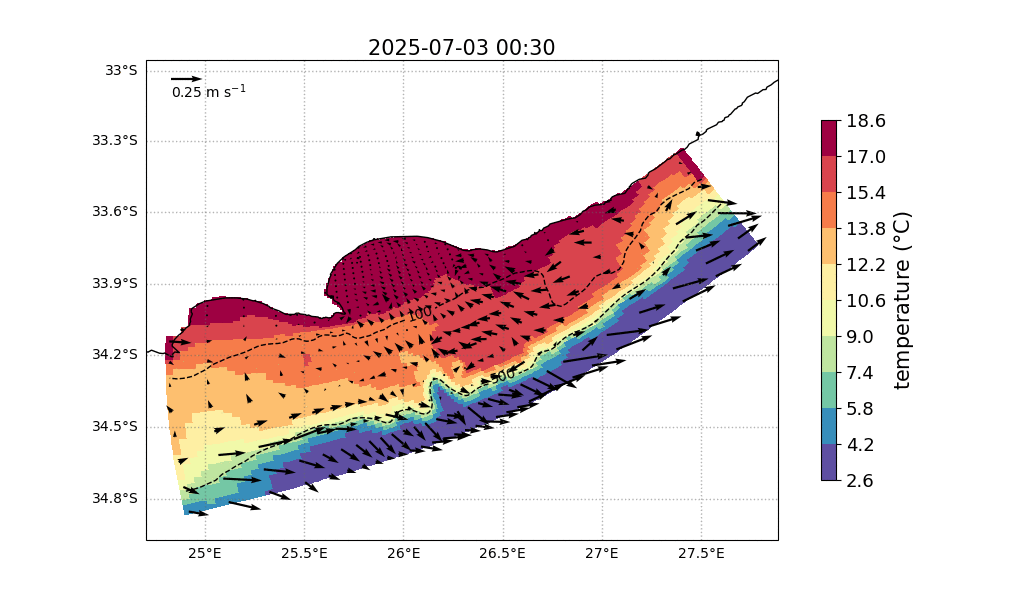 2025-07-03 00:30
0.25 m s⁻¹
33°S
33.3°S
33.6°S
33.9°S
34.2°S
34.5°S
34.8°S
25°E
25.5°E
26°E
26.5°E
27°E
27.5°E
100
500
18.6
17.0
15.4
13.8
12.2
10.6
9.0
7.4
5.8
4.2
2.6
temperature (°C)